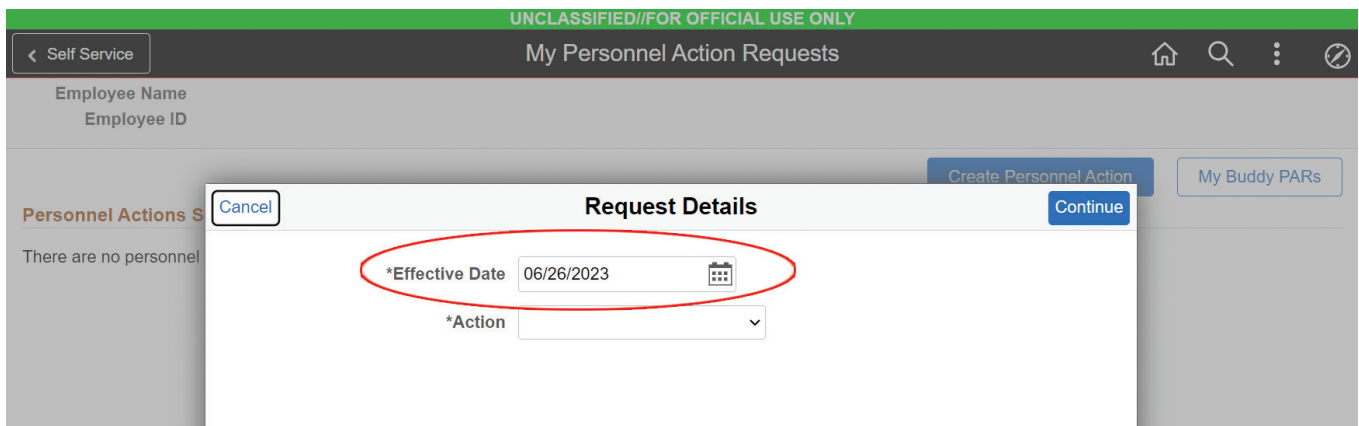 UNCLASSIFIED//FOR OFFICIAL USE ONLY
Self Service
My Personnel Action Requests
Employee Name
Employee ID
Create Personnel Action
My Buddy PARs
Personnel Actions S
Cancel
Request Details
Continue
There are no personnel
*Effective Date 06/26/2023
*Action